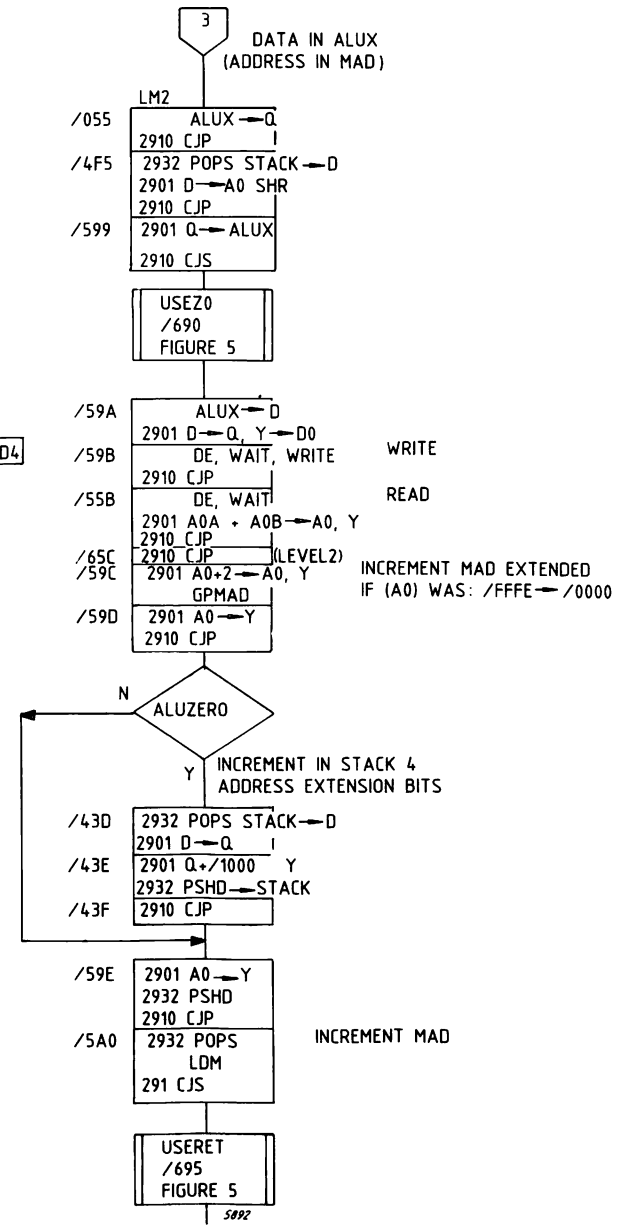 3
DATA IN ALUX
(ADDRESS IN MAD)
LM2
/055 ALUX → Q
2910 CJP
/4F5 2932 POPS STACK → D
2901 D → A0 SHR
2910 CJP
/599 2901 Q → ALUX
2910 CJS
USEZ0
/690
FIGURE 5
/59A ALUX → D
2901 D → Q, Y → D0
D4
/59B DE, WAIT, WRITE WRITE
2910 CJP
/55B DE, WAIT READ
2901 A0A + A0B → A0, Y
2910 CJP
/65C 2910 CJP (LEVEL2)
/59C 2901 A0+2 → A0, Y INCREMENT MAD EXTENDED
GPMAD IF (A0) WAS: /FFFE → /0000
/59D 2901 A0 → Y
2910 CJP
N ALUZERO
Y INCREMENT IN STACK 4
ADDRESS EXTENSION BITS
/43D 2932 POPS STACK → D
2901 D → Q
/43E 2901 Q+/1000 Y
2932 PSHD → STACK
/43F 2910 CJP
/59E 2901 A0 → Y
2932 PSHD
2910 CJP
/5A0 2932 POPS INCREMENT MAD
LDM
291 CJS
USERET
/695
FIGURE 5
5892